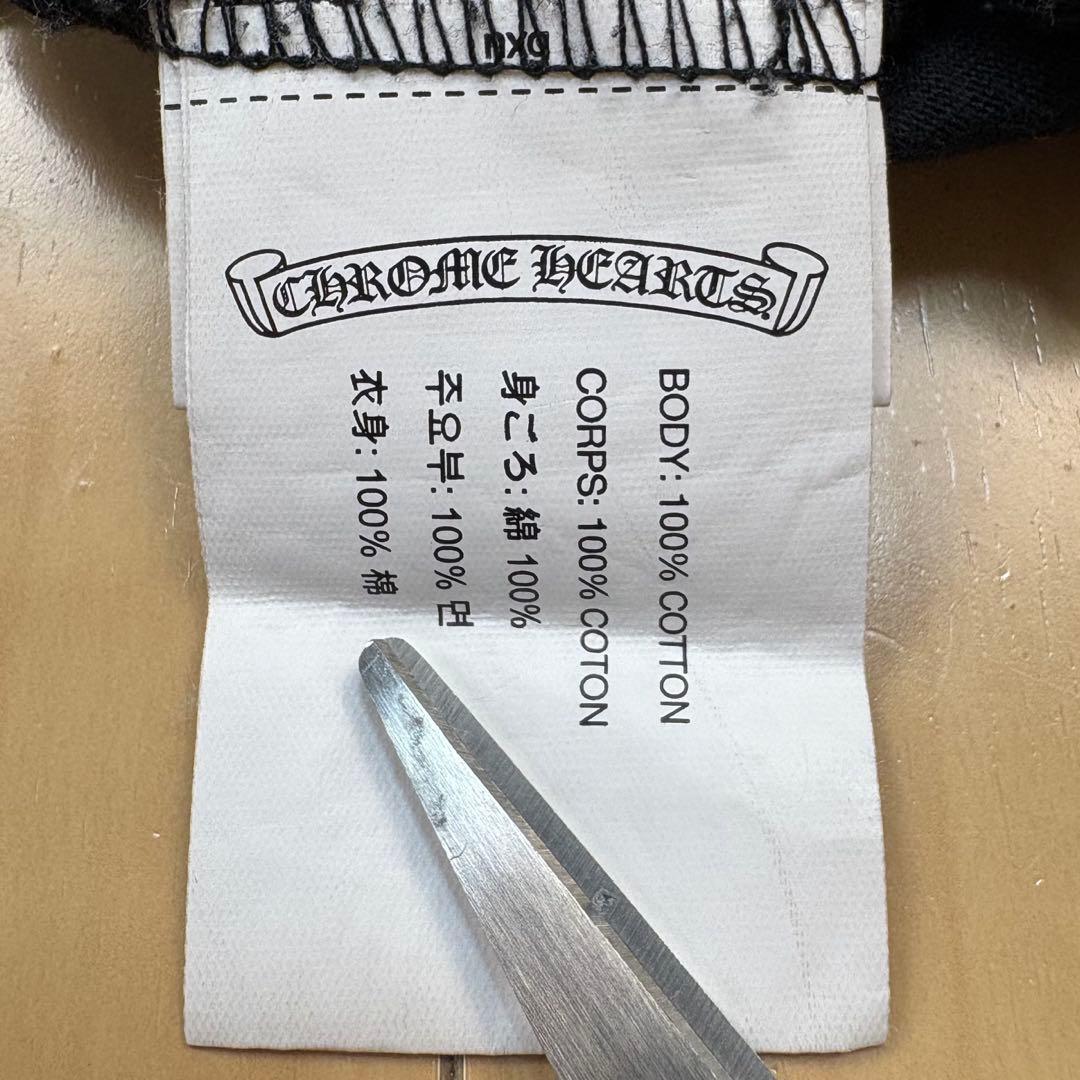 CHROME HEARTS
BODY: 100% COTTON
CORPS: 100% COTON
身ごろ: 綿 100%
주요부: 100% 면
衣身: 100% 棉